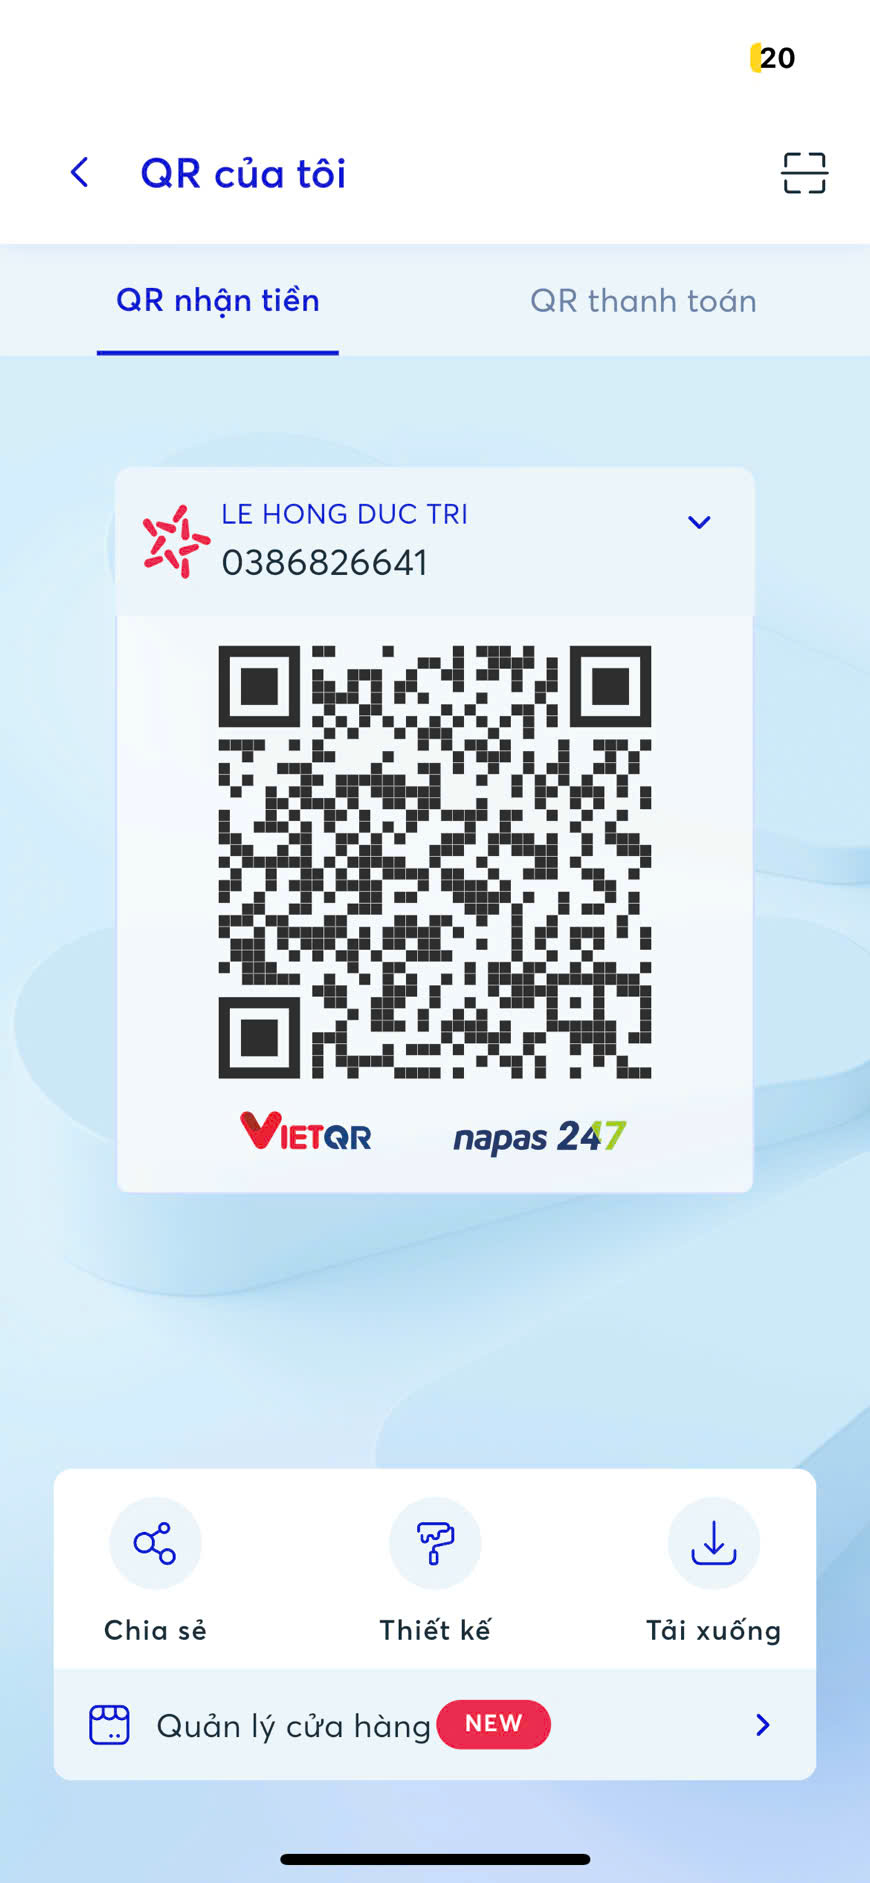 20
QR của tôi
QR nhận tiền
QR thanh toán
LE HONG DUC TRI
0386826641
VIETQR
napas 247
Chia sẻ
Thiết kế
Tải xuống
Quản lý cửa hàng
NEW